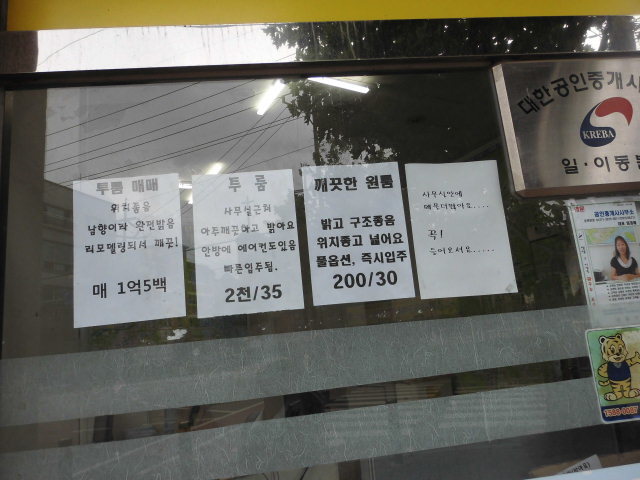 투룸 매매
위치좋음
남향이라 완전밝음
리모델링되서 깨끗!
매 1억5백
투 룸
사무실근처
아주깨끗하고 밝아요
안방에 에어컨도있음
빠른입주됨.
2천/35
깨끗한 원룸
밝고 구조좋음
위치좋고 넓어요
풀옵션, 즉시입주
200/30
사무실안에
매물더많아요.....
꼭!
들어오세요.....
대한공인중개사
KREBA
일·이동
공인중개사사무소
1588-0087